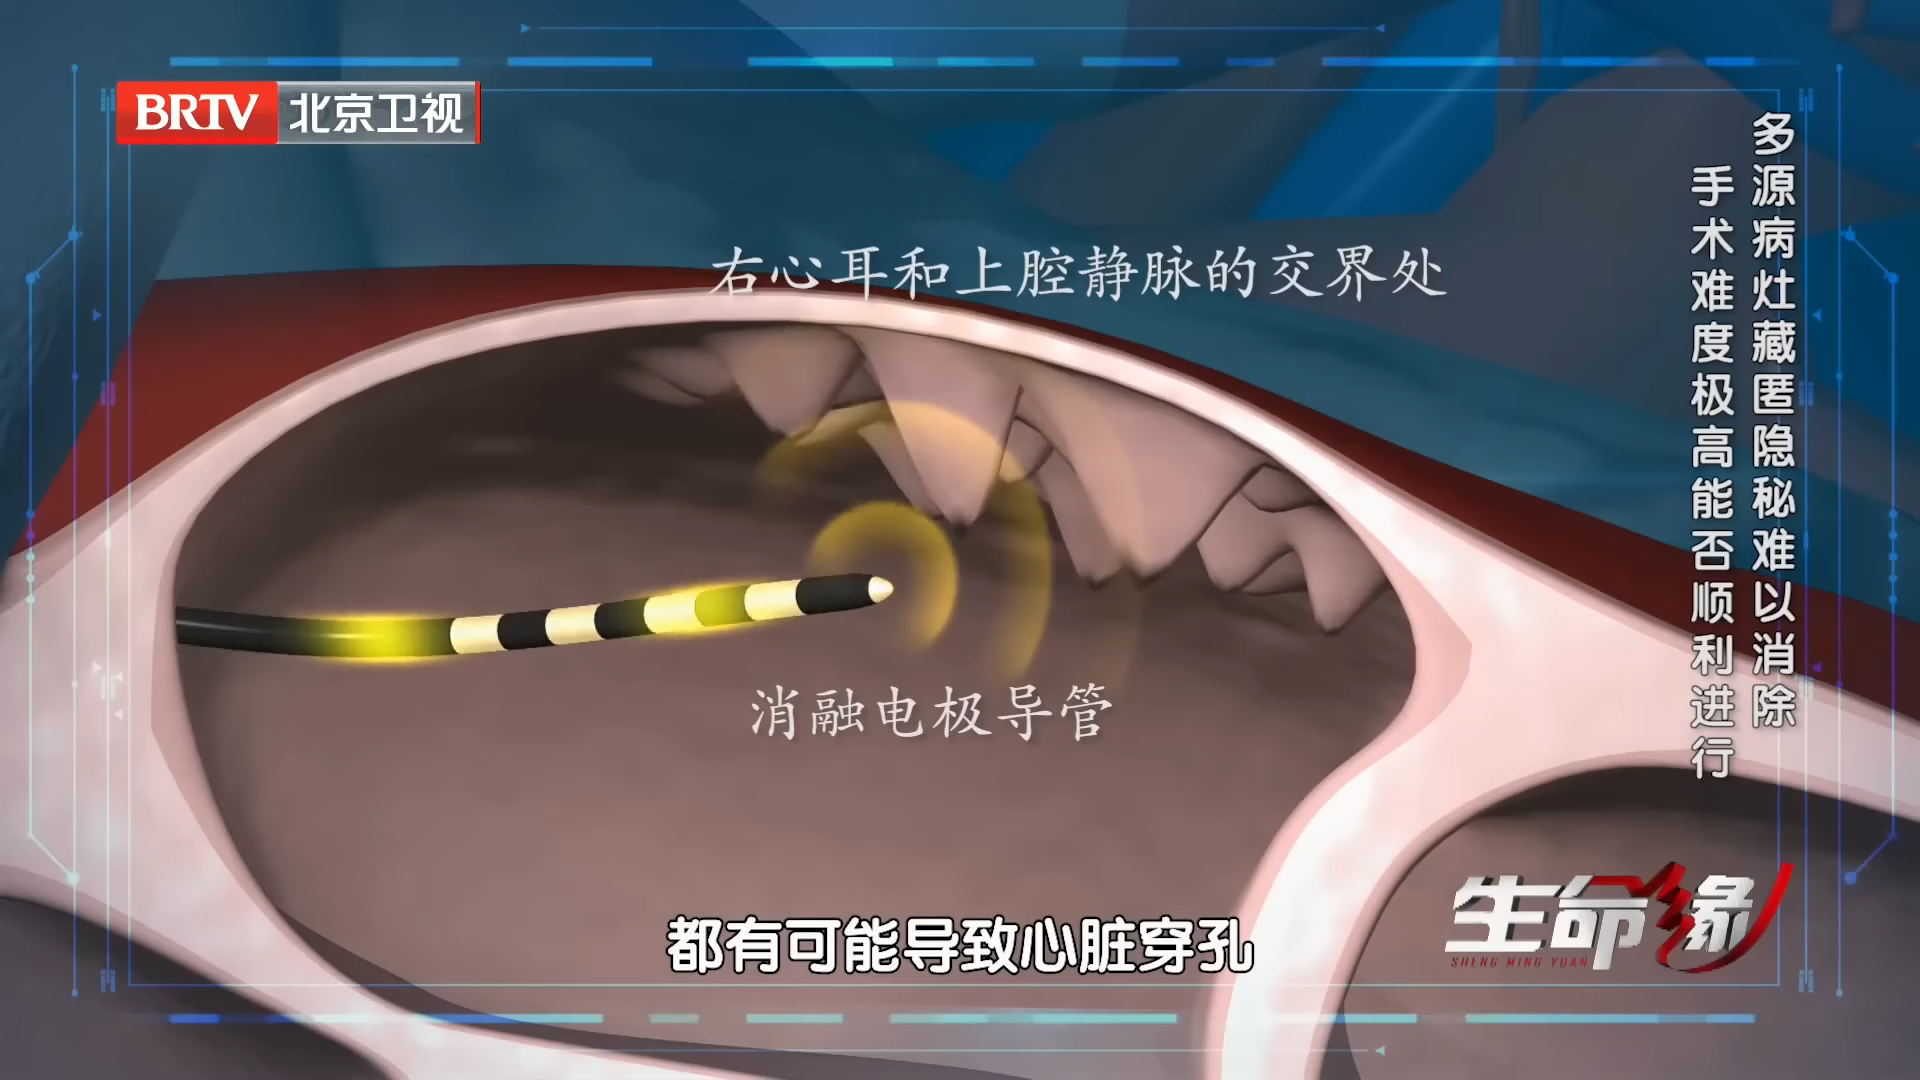 BRTV 北京卫视
多源病灶藏匿隐秘难以消除
手术难度极高能否顺利进行
右心耳和上腔静脉的交界处
消融电极导管
都有可能导致心脏穿孔
生命缘
SHENG MING YUAN